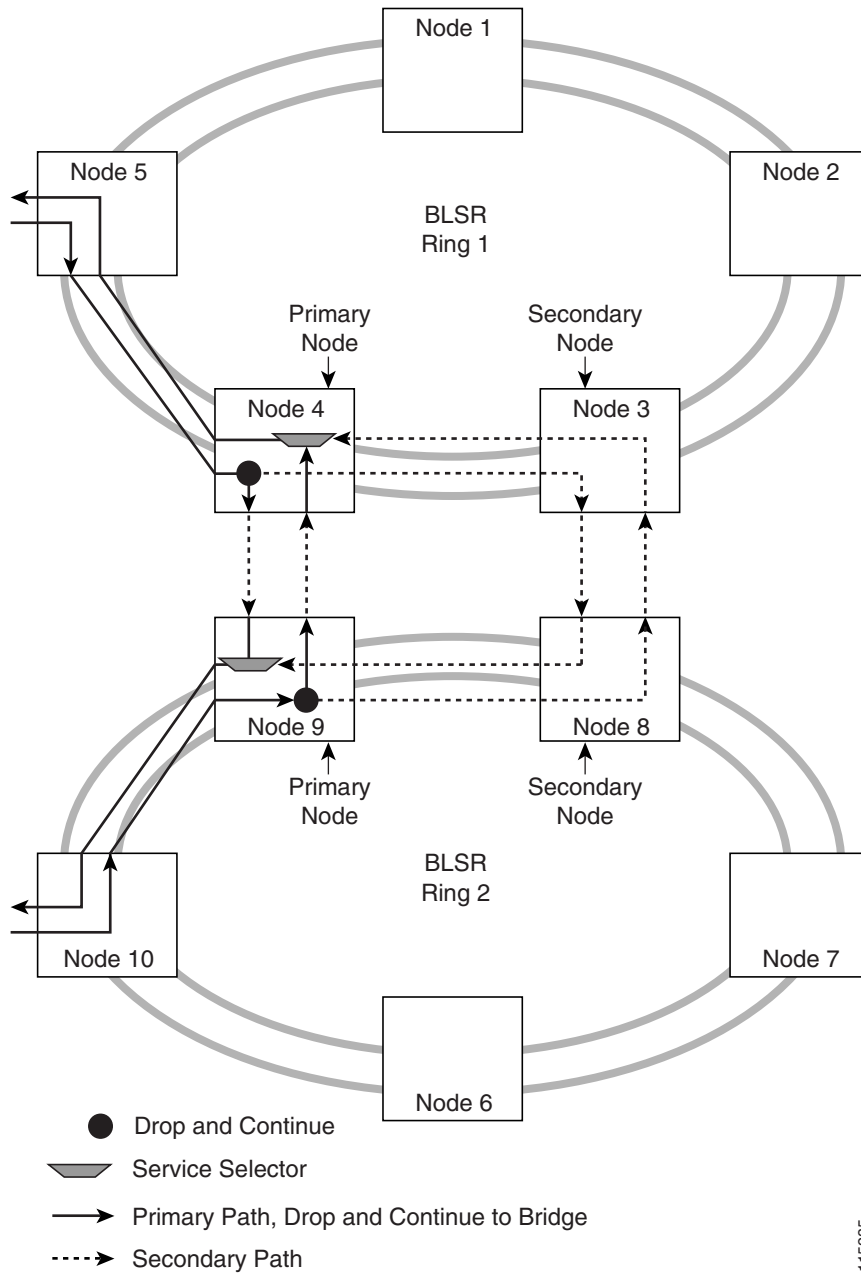 Node 1
Node 5
Node 2
BLSR
Ring 1
Primary
Node
Secondary
Node
Node 4
Node 3
Node 9
Node 8
Primary
Node
Secondary
Node
BLSR
Ring 2
Node 10
Node 7
Node 6
Drop and Continue
Service Selector
Primary Path, Drop and Continue to Bridge
Secondary Path